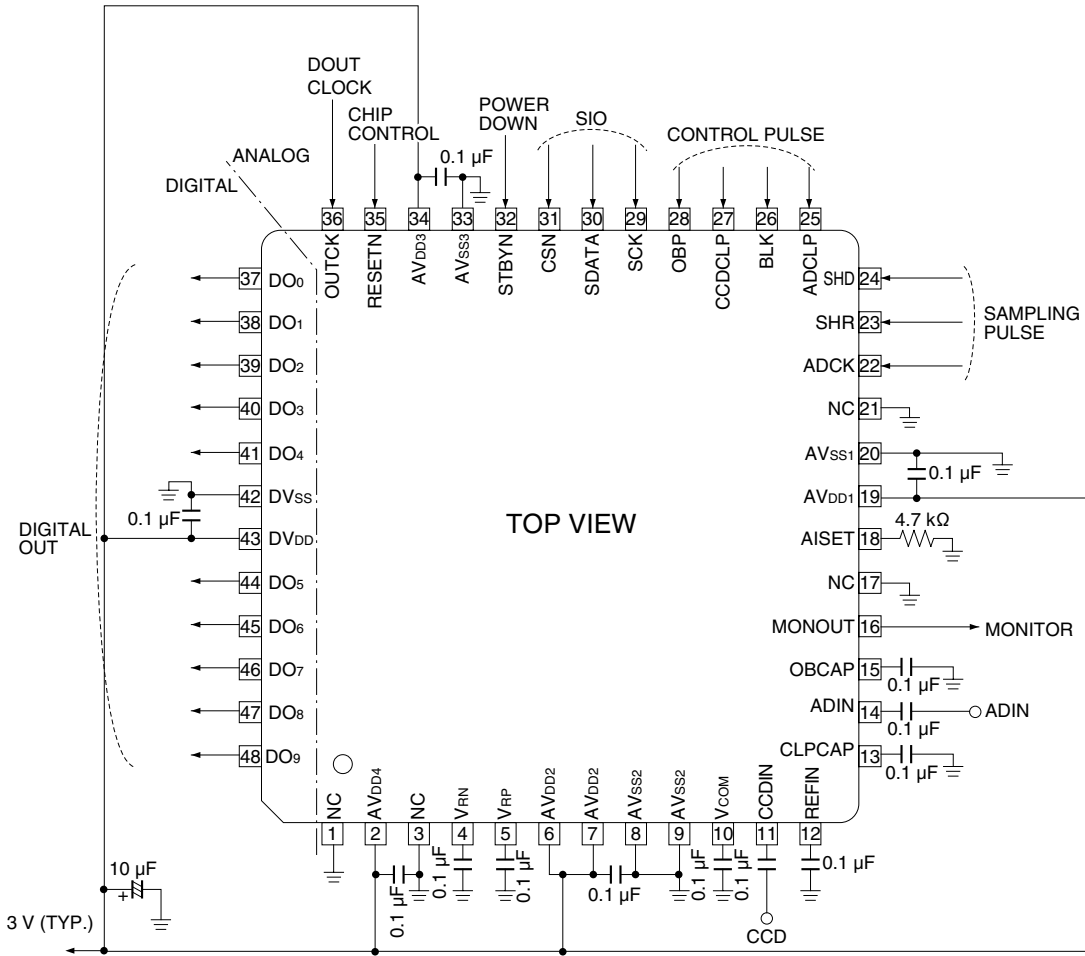 DOUT
CLOCK
CHIP
CONTROL
POWER
DOWN
SIO
CONTROL PULSE
0.1 µF
ANALOG
DIGITAL
36 35 34 33 32 31 30 29 28 27 26 25
OUTCK
RESETN
AVDD3
AVSS3
STBYN
CSN
SDATA
SCK
OBP
CCDCLP
BLK
ADCLP
37 DO0
38 DO1
39 DO2
40 DO3
41 DO4
42 DVSS
0.1 µF
43 DVDD
44 DO5
45 DO6
46 DO7
47 DO8
48 DO9
DIGITAL
OUT
TOP VIEW
SHD 24
SHR 23
ADCK 22
SAMPLING
PULSE
NC 21
AVSS1 20
0.1 µF
AVDD1 19
4.7 kΩ
AISET 18
NC 17
MONOUT 16
MONITOR
OBCAP 15
0.1 µF
ADIN 14
ADIN
0.1 µF
CLPCAP 13
0.1 µF
NC
AVDD4
NC
VRN
VRP
AVDD2
AVDD2
AVSS2
AVSS2
VCOM
CCDIN
REFIN
1 2 3 4 5 6 7 8 9 10 11 12
0.1 µF
0.1 µF
0.1 µF
0.1 µF
0.1 µF
0.1 µF
0.1 µF
10 µF
+
3 V (TYP.)
CCD